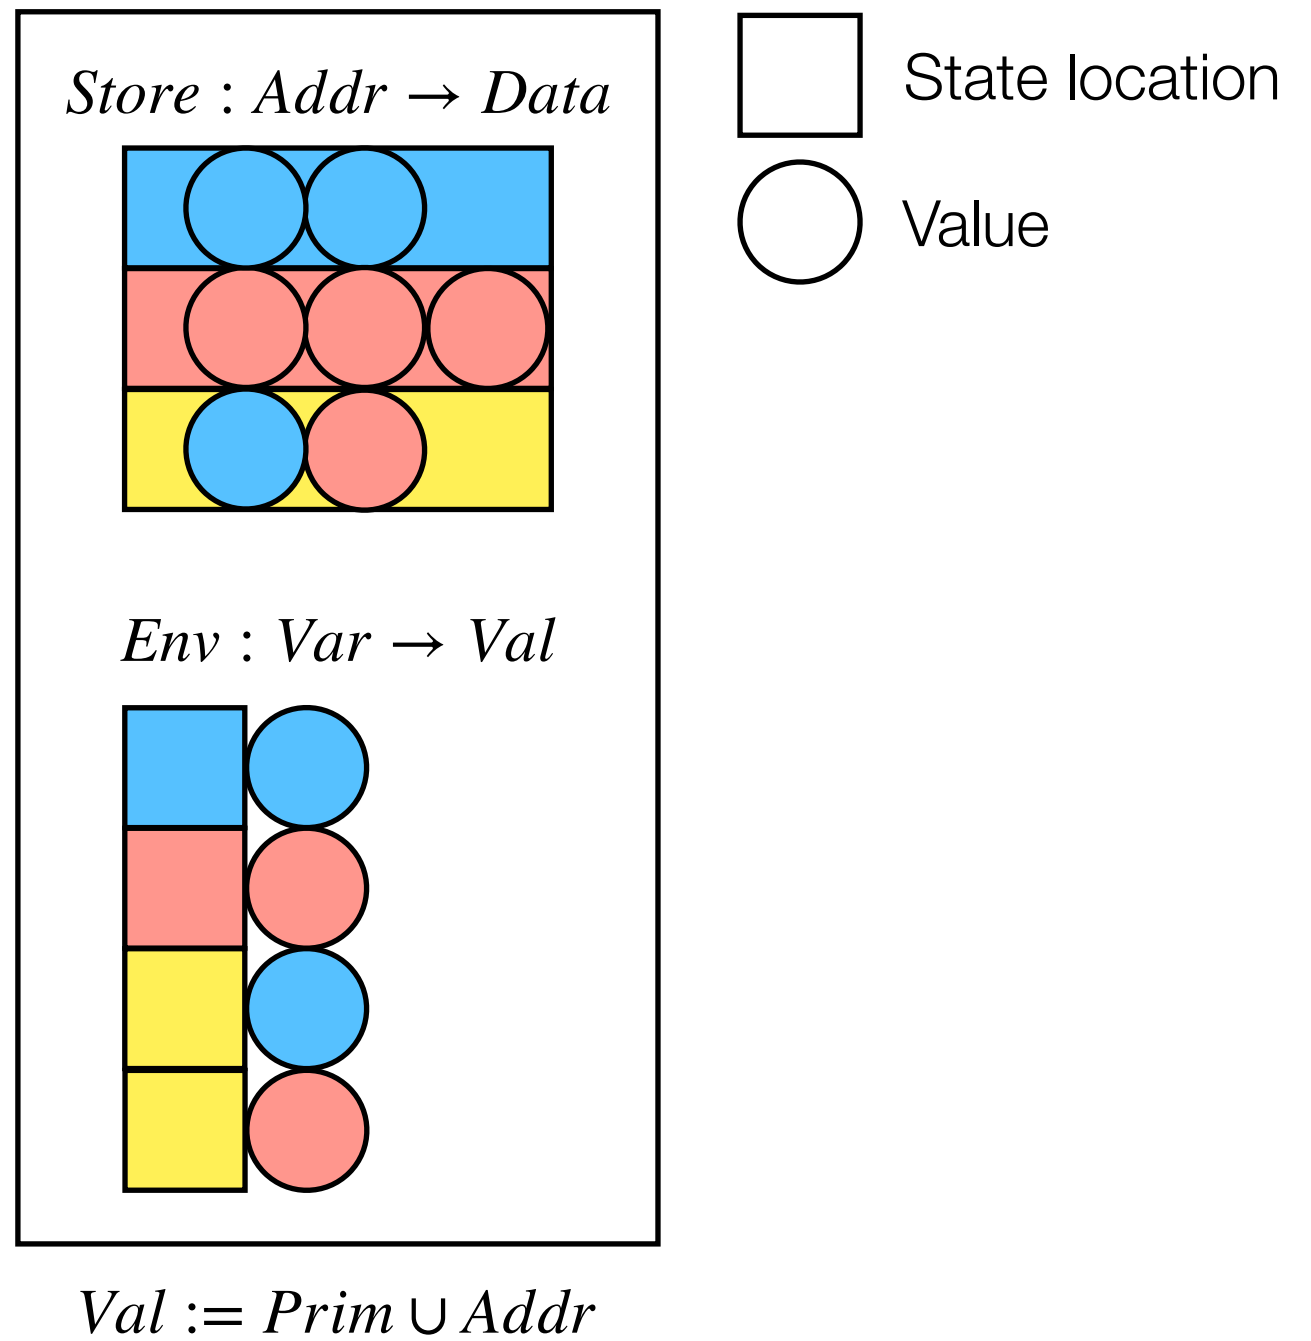 Store : Addr → Data
State location
Value
Env : Var → Val
Val := Prim ∪ Addr